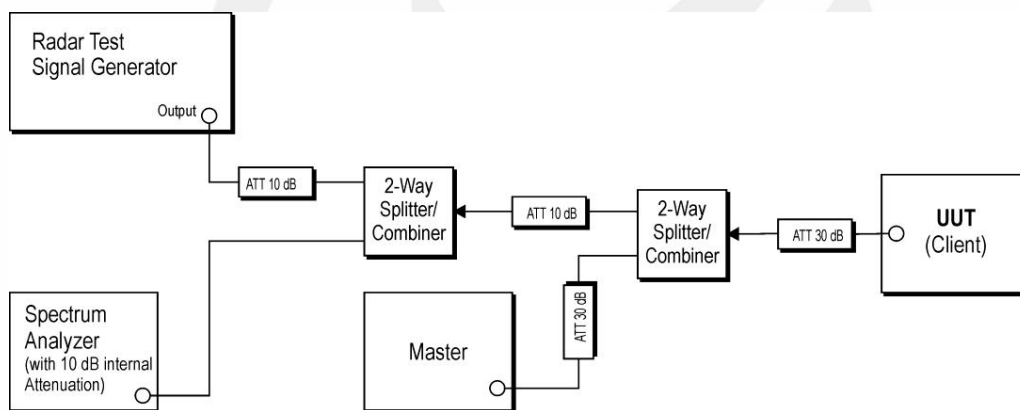 Radar Test
Signal Generator
Output
ATT 10 dB
2-Way
Splitter/
Combiner
ATT 10 dB
2-Way
Splitter/
Combiner
ATT 30 dB
UUT
(Client)
Spectrum
Analyzer
(with 10 dB internal
Attenuation)
Master
ATT 30 dB